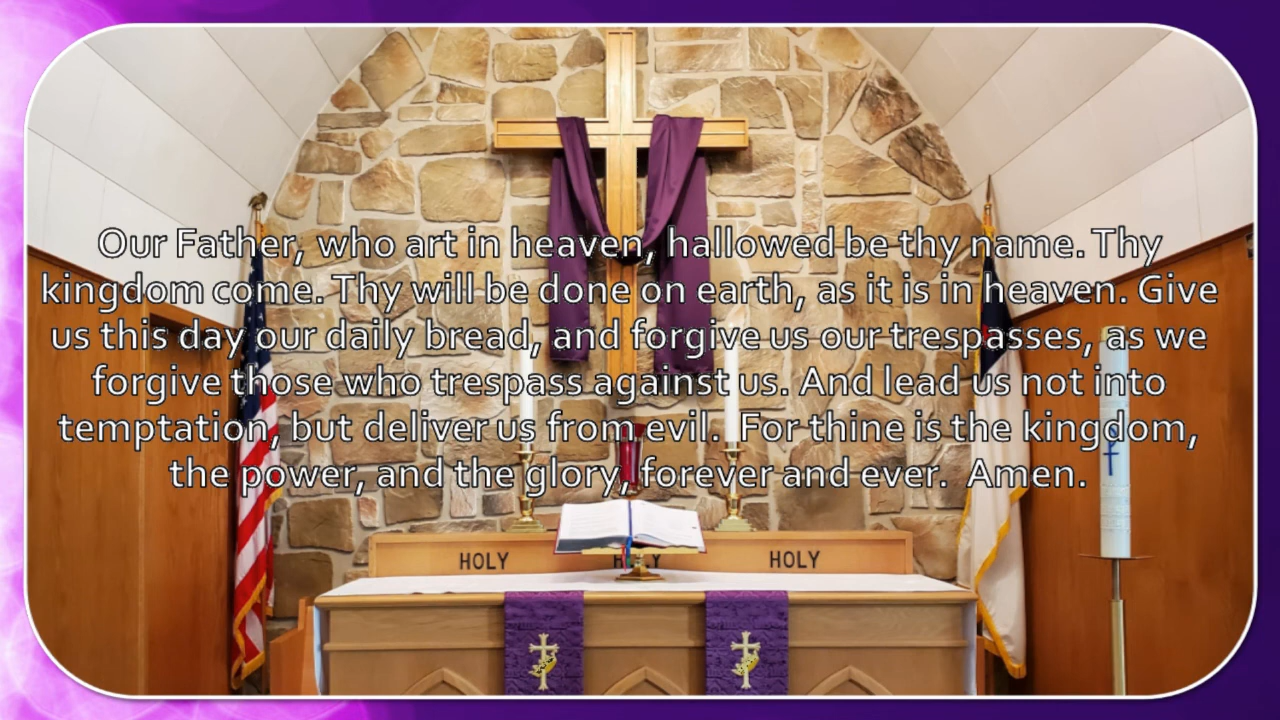 Our Father, who art in heaven, hallowed be thy name. Thy
kingdom come. Thy will be done on earth, as it is in heaven. Give
us this day our daily bread, and forgive us our trespasses, as we
forgive those who trespass against us. And lead us not into
temptation, but deliver us from evil.  For thine is the kingdom,
the power, and the glory, forever and ever.  Amen.
HOLY HOLY HOLY